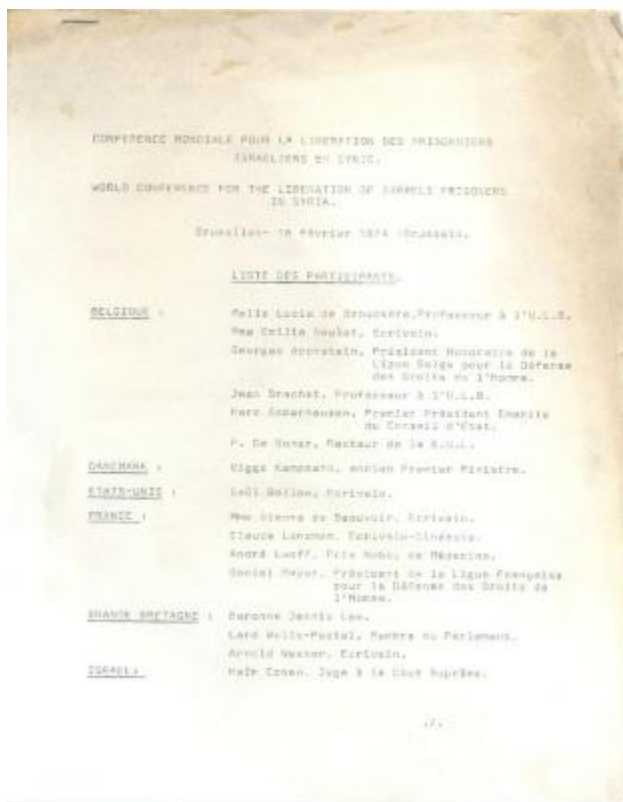 CONFERENCE MONDIALE POUR LA LIBERATION DES PRISONNIERS
ISRAELIENS EN SYRIE.
WORLD CONFERENCE FOR THE LIBERATION OF ISRAELS PRISONERS
IN SYRIA.
Bruxelles- 18 Février 1974 -Brussels.
LISTE DES PARTICIPANTS.
BELGIQUE : Melle Lucia de Brouckère, Professeur à l'U.L.B.
Mme Emilie Noulet, Ecrivain.
Georges Aronstein, Président Honoraire de la
Ligue Belge pour la Défense
des Droits de l'Homme.
Jean Brachet, Professeur à l'U.L.B.
Marc Somerhausen, Premier Président Emérite
du Conseil d'Etat.
P. De Somer, Recteur de la K.U.L.
DANEMARK : Viggo Kampmann, ancien Premier Ministre.
ETATS-UNIS : Saül Bellow, Ecrivain.
FRANCE : Mme Simone de Beauvoir, Ecrivain.
Claude Lanzman, Ecrivain-Cinéaste.
André Lwoff, Prix Nobel de Médecine.
Daniel Mayer, Président de la Ligue Française
pour la Défense des Droits de
l'Homme.
GRANDE BRETAGNE : Baronne Jennie Lee.
Lord Wells-Pestel, Membre du Parlement.
Arnold Wesker, Ecrivain.
ISRAEL: Haïm Cohen, Juge à la Cour Suprême.
./.